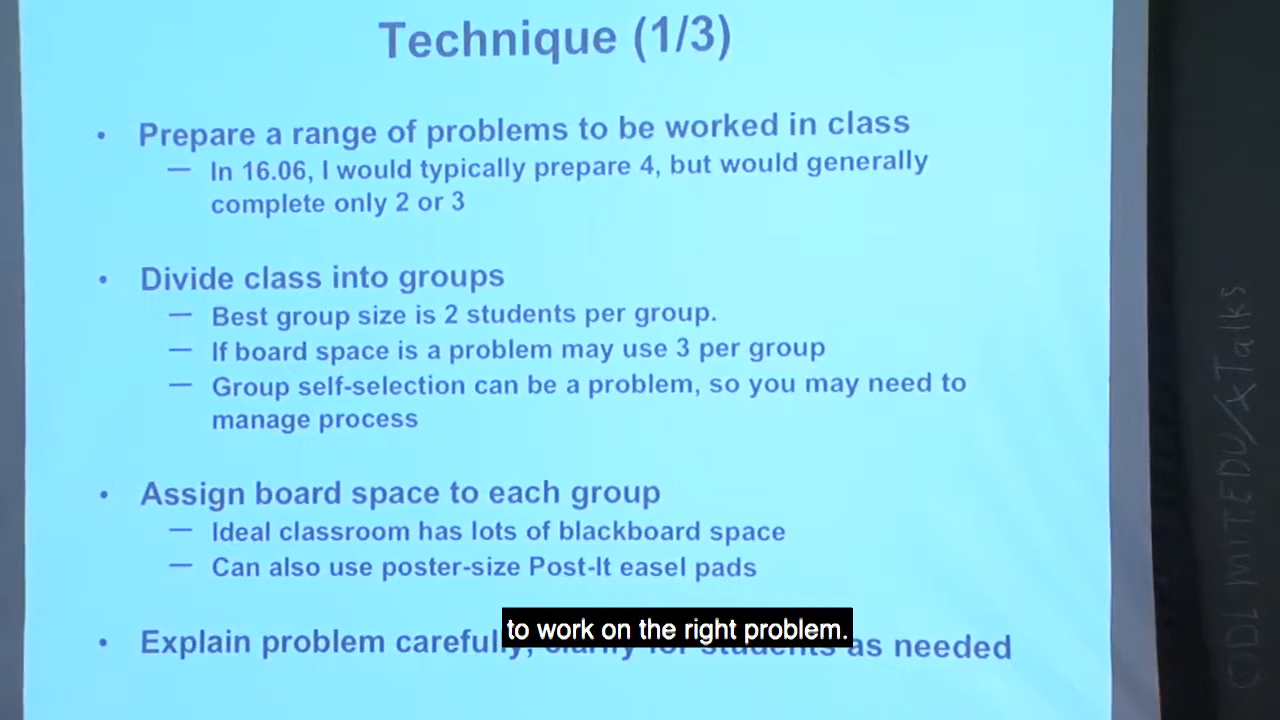 Technique (1/3)
• Prepare a range of problems to be worked in class
— In 16.06, I would typically prepare 4, but would generally
complete only 2 or 3
• Divide class into groups
— Best group size is 2 students per group.
— If board space is a problem may use 3 per group
— Group self-selection can be a problem, so you may need to
manage process
• Assign board space to each group
— Ideal classroom has lots of blackboard space
— Can also use poster-size Post-It easel pads
• Explain problem carefully, clarify for students as needed
to work on the right problem.
ODL.MIT.EDU/xTalks